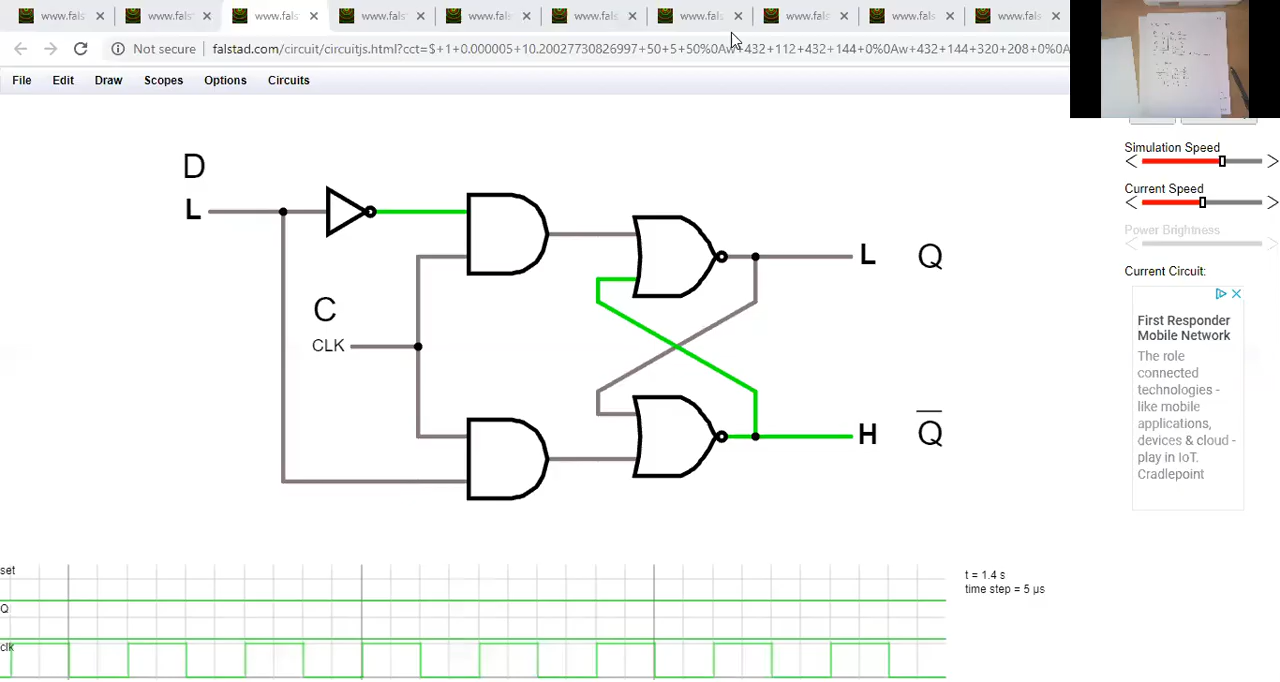 www.fals
www.fals
www.fals
www.fals
www.fals
www.fals
www.fals
www.fals
www.fals
www.fals
Not secure
falstad.com/circuit/circuitjs.html?cct=$+1+0.000005+10.20027730826997+50+5+50%0Aw+432+112+432+144+0%0Aw+432+144+320+208+0%0A
File Edit Draw Scopes Options Circuits
D
L
C
CLK
L Q
H Q
Simulation Speed
Current Speed
Power Brightness
Current Circuit:
First Responder
Mobile Network
The role
connected
technologies -
like mobile
applications,
devices & cloud -
play in IoT.
Cradlepoint
set
Q
clk
t = 1.4 s
time step = 5 μs